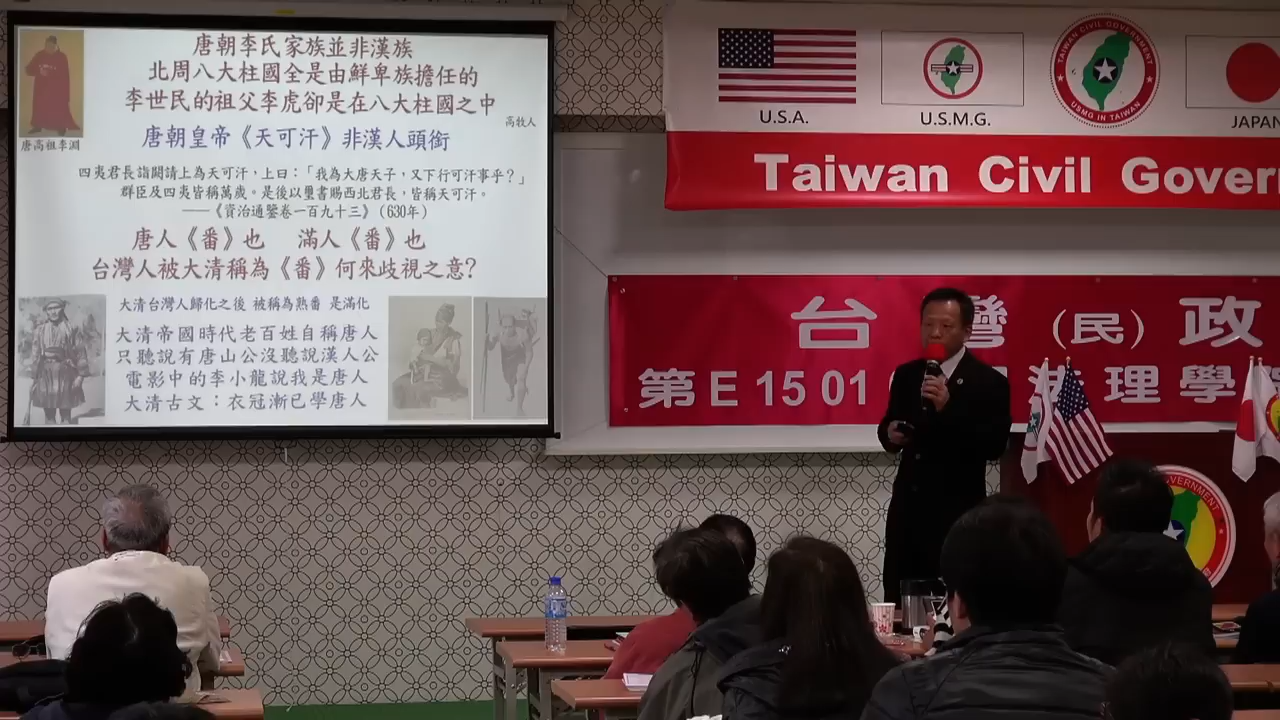 唐朝李氏家族並非漢族
北周八大柱國全是由鮮卑族擔任的
李世民的祖父李虎卻是在八大柱國之中
高牧人
唐高祖李淵
唐朝皇帝《天可汗》非漢人頭銜
四夷君長詣闕請上為天可汗，上曰：「我為大唐天子，又下行可汗事乎？」
群臣及四夷皆稱萬歲。是後以璽書賜西北君長，皆稱天可汗。
——《資治通鑒卷一百九十三》（630年）
唐人《番》也 滿人《番》也
台灣人被大清稱為《番》何來歧視之意？
大清台灣人歸化之後 被稱為熟番 是滿化
大清帝國時代老百姓自稱唐人
只聽說有唐山公沒聽說漢人公
電影中的李小龍說我是唐人
大清古文：衣冠漸已學唐人
U.S.A.
U.S.M.G.
TAIWAN CIVIL GOVERNMENT
USMG IN TAIWAN
JAPAN
Taiwan Civil Gover
台灣（民）政
第E 15 01
理學
VERNMENT